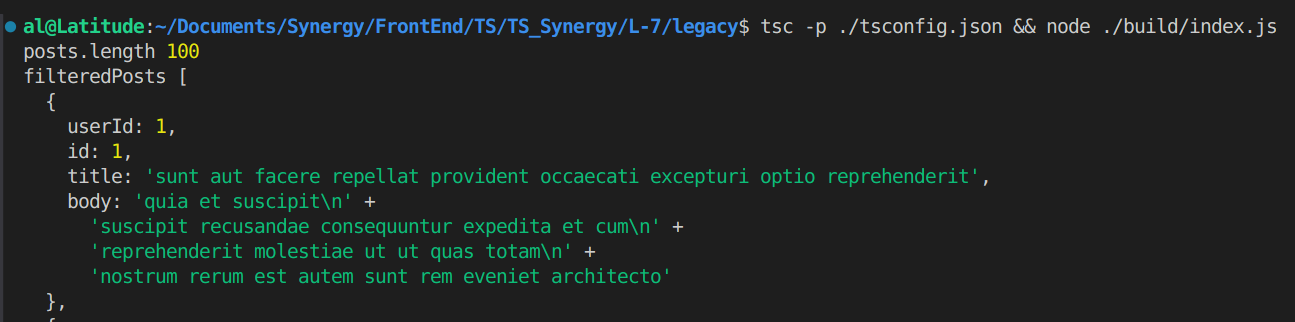 al@Latitude:~/Documents/Synergy/FrontEnd/TS/TS_Synergy/L-7/legacy$ tsc -p ./tsconfig.json && node ./build/index.js
posts.length 100
filteredPosts [
  {
    userId: 1,
    id: 1,
    title: 'sunt aut facere repellat provident occaecati excepturi optio reprehenderit',
    body: 'quia et suscipit\n' +
      'suscipit recusandae consequuntur expedita et cum\n' +
      'reprehenderit molestiae ut ut quas totam\n' +
      'nostrum rerum est autem sunt rem eveniet architecto'
  },
  {